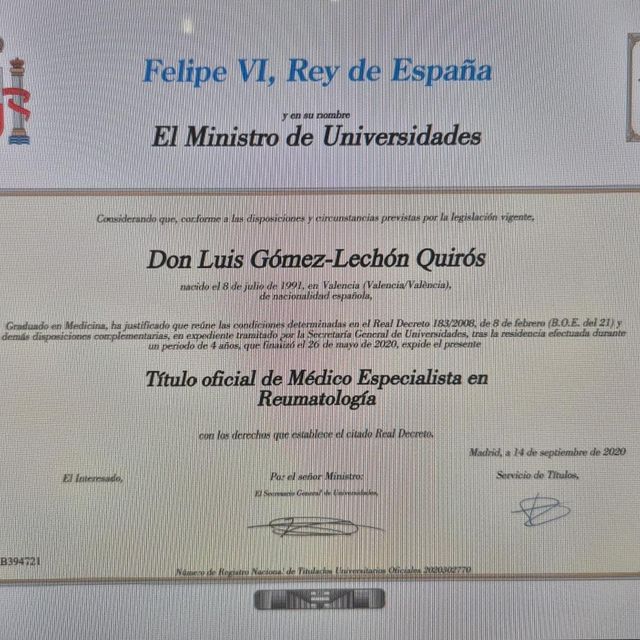 Felipe VI, Rey de España
y en su nombre
El Ministro de Universidades
Considerando que, conforme a las disposiciones y circunstancias previstas por la legislación vigente,
Don Luis Gómez-Lechón Quirós
nacido el 8 de julio de 1991, en Valencia (Valencia/València),
de nacionalidad española,
Graduado en Medicina, ha justificado que reúne las condiciones determinadas en el Real Decreto 183/2008, de 8 de febrero (B.O.E. del 21) y
demás disposiciones complementarias, en expediente tramitado por la Secretaría General de Universidades, tras la residencia efectuada durante
un período de 4 años, que finalizó el 26 de mayo de 2020, expide el presente
Título oficial de Médico Especialista en
Reumatología
con los derechos que establece el citado Real Decreto.
Madrid, a 14 de septiembre de 2020
El Interesado,
Por el señor Ministro:
Servicio de Títulos,
El Secretario General de Universidades,
B394721
Número de Registro Nacional de Titulados Universitarios Oficiales 2020302770